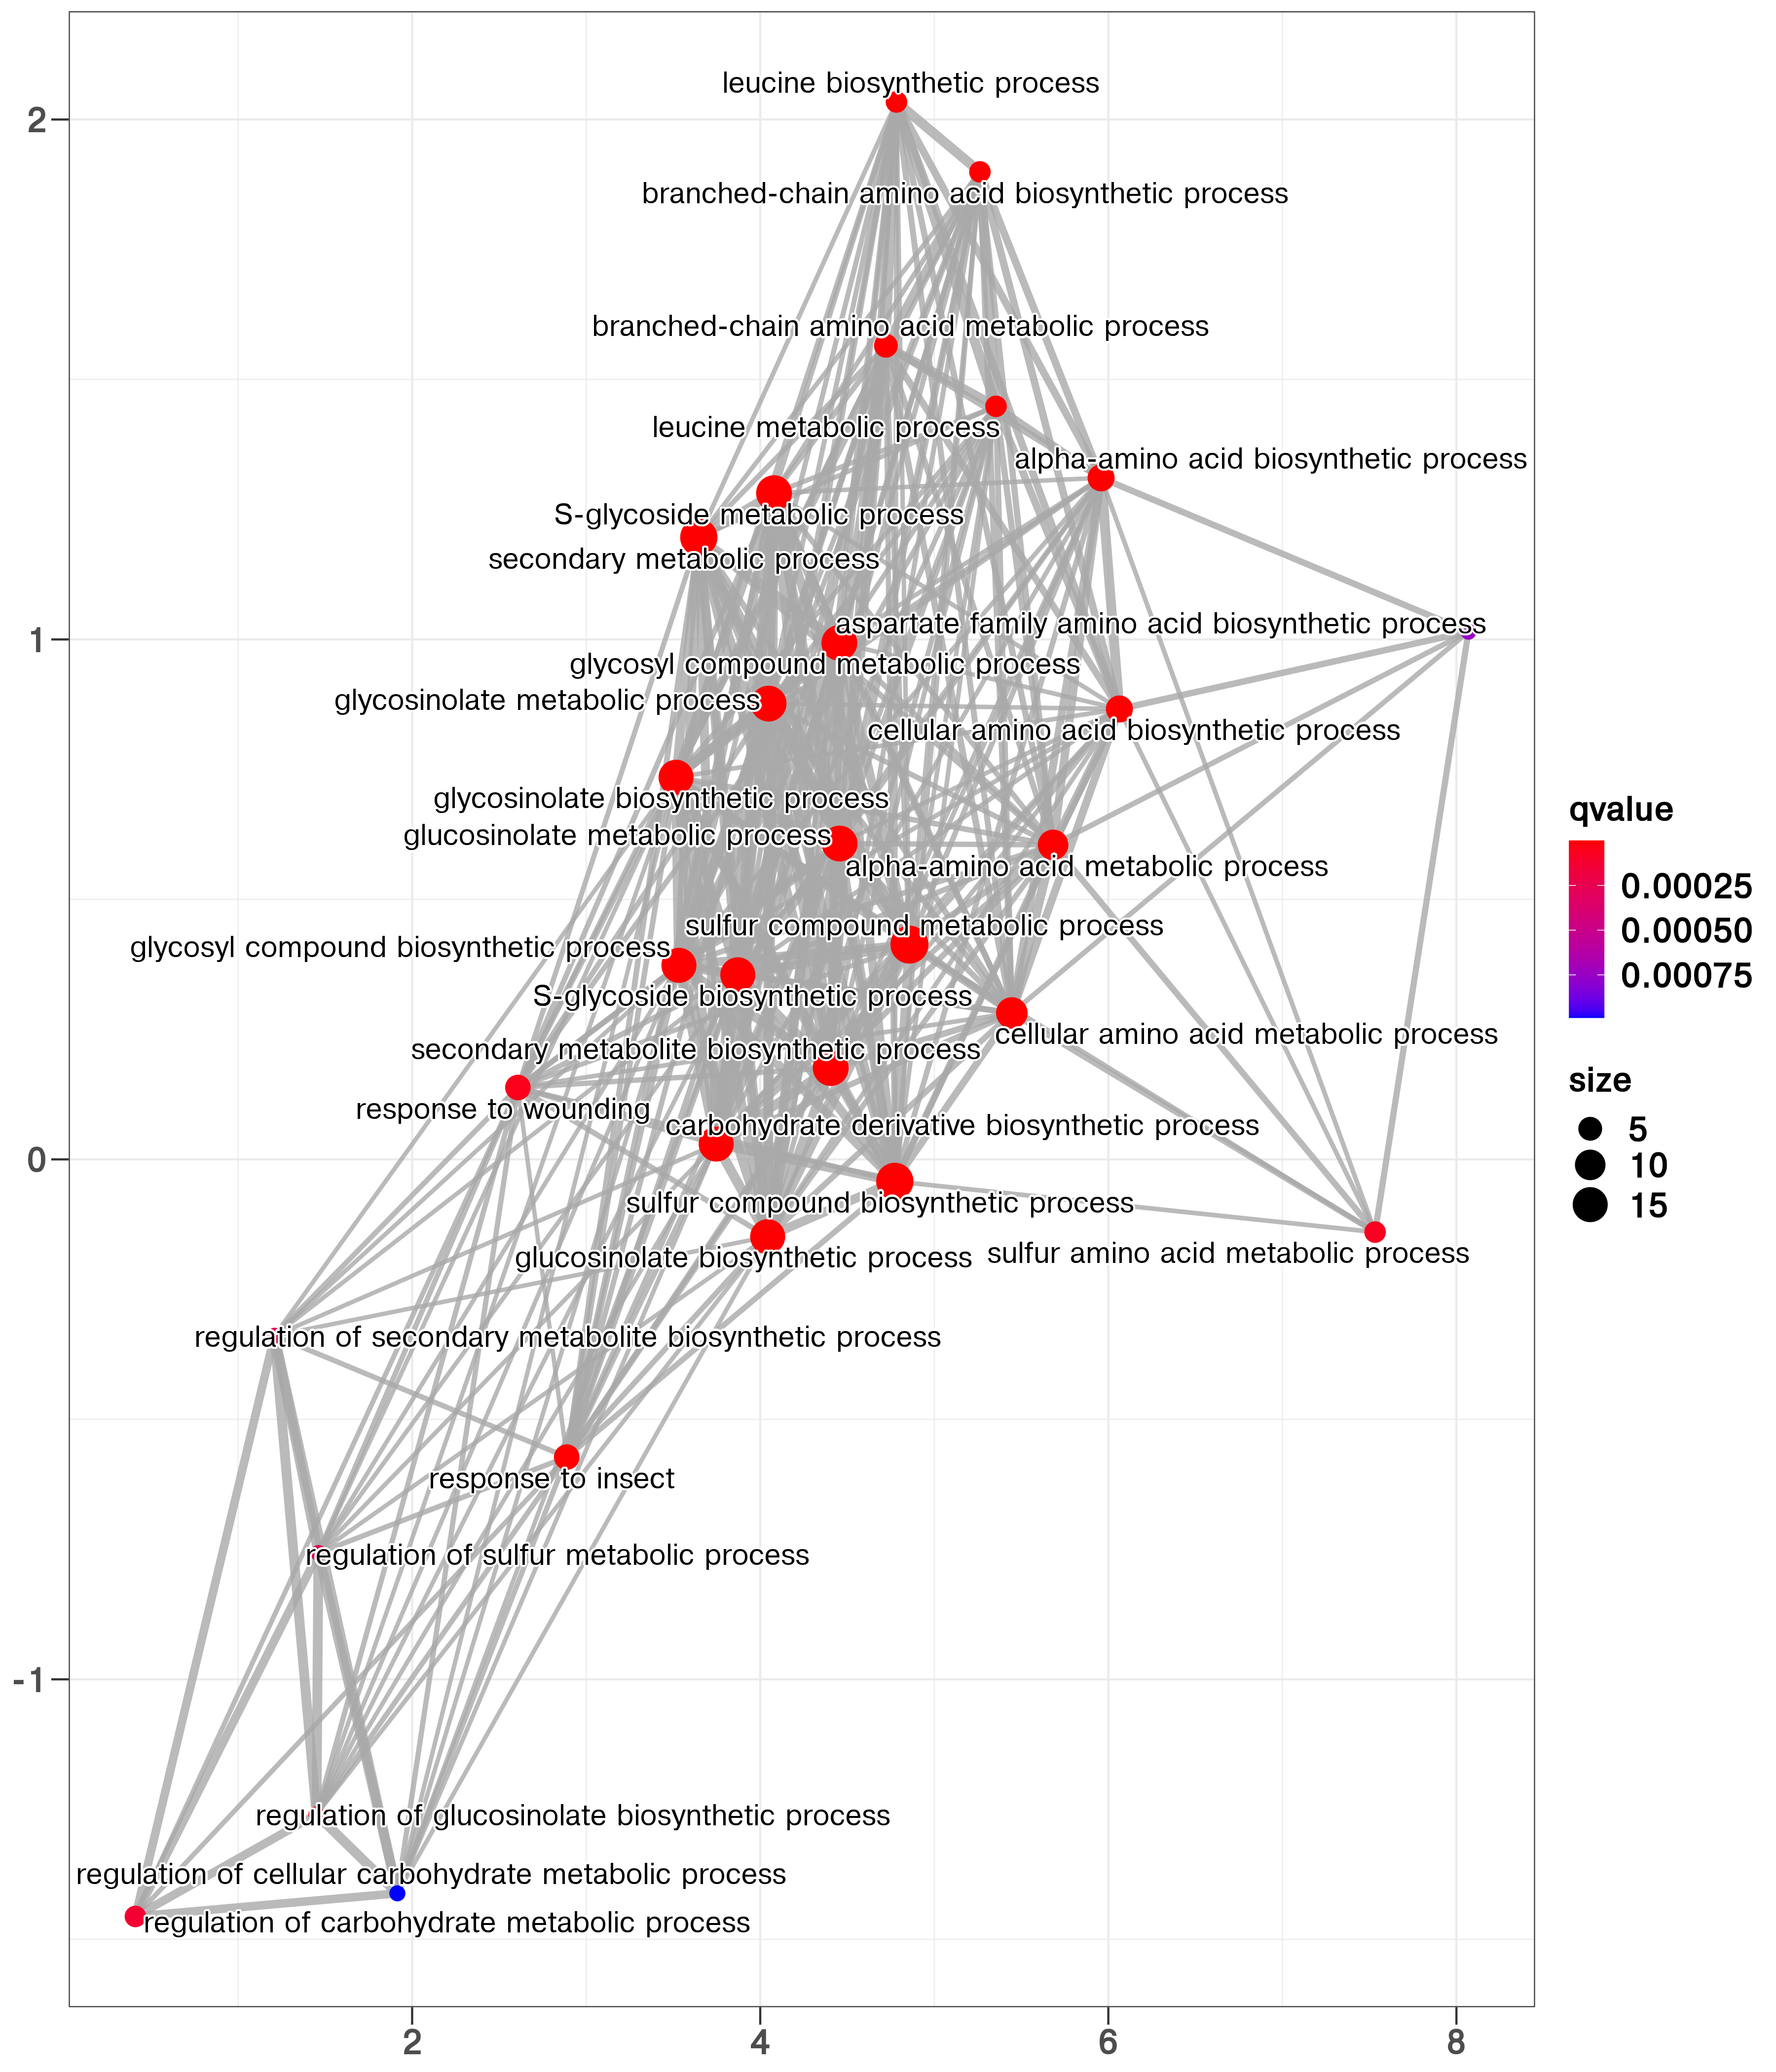 leucine biosynthetic process
2
branched-chain amino acid biosynthetic process
branched-chain amino acid metabolic process
leucine metabolic process
alpha-amino acid biosynthetic process
S-glycoside metabolic process
secondary metabolic process
aspartate family amino acid biosynthetic process
1
glycosyl compound metabolic process
glycosinolate metabolic process
cellular amino acid biosynthetic process
glycosinolate biosynthetic process
glucosinolate metabolic process
alpha-amino acid metabolic process
sulfur compound metabolic process
glycosyl compound biosynthetic process
S-glycoside biosynthetic process
cellular amino acid metabolic process
secondary metabolite biosynthetic process
response to wounding
carbohydrate derivative biosynthetic process
0
sulfur compound biosynthetic process
glucosinolate biosynthetic process
sulfur amino acid metabolic process
regulation of secondary metabolite biosynthetic process
response to insect
regulation of sulfur metabolic process
-1
regulation of glucosinolate biosynthetic process
regulation of cellular carbohydrate metabolic process
regulation of carbohydrate metabolic process
2
4
6
8
qvalue
0.00025
0.00050
0.00075
size
5
10
15